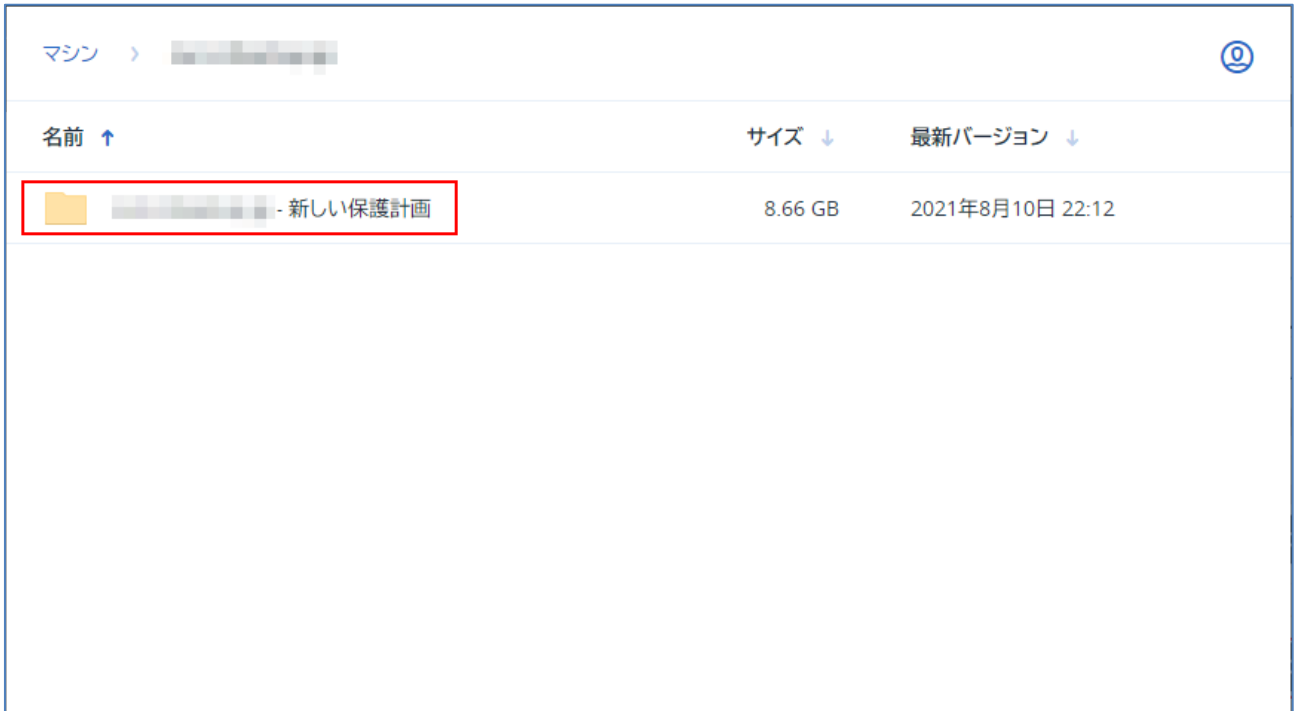 マシン >
名前 ↑ サイズ ↓ 最新バージョン ↓
- 新しい保護計画 8.66 GB 2021年8月10日 22:12